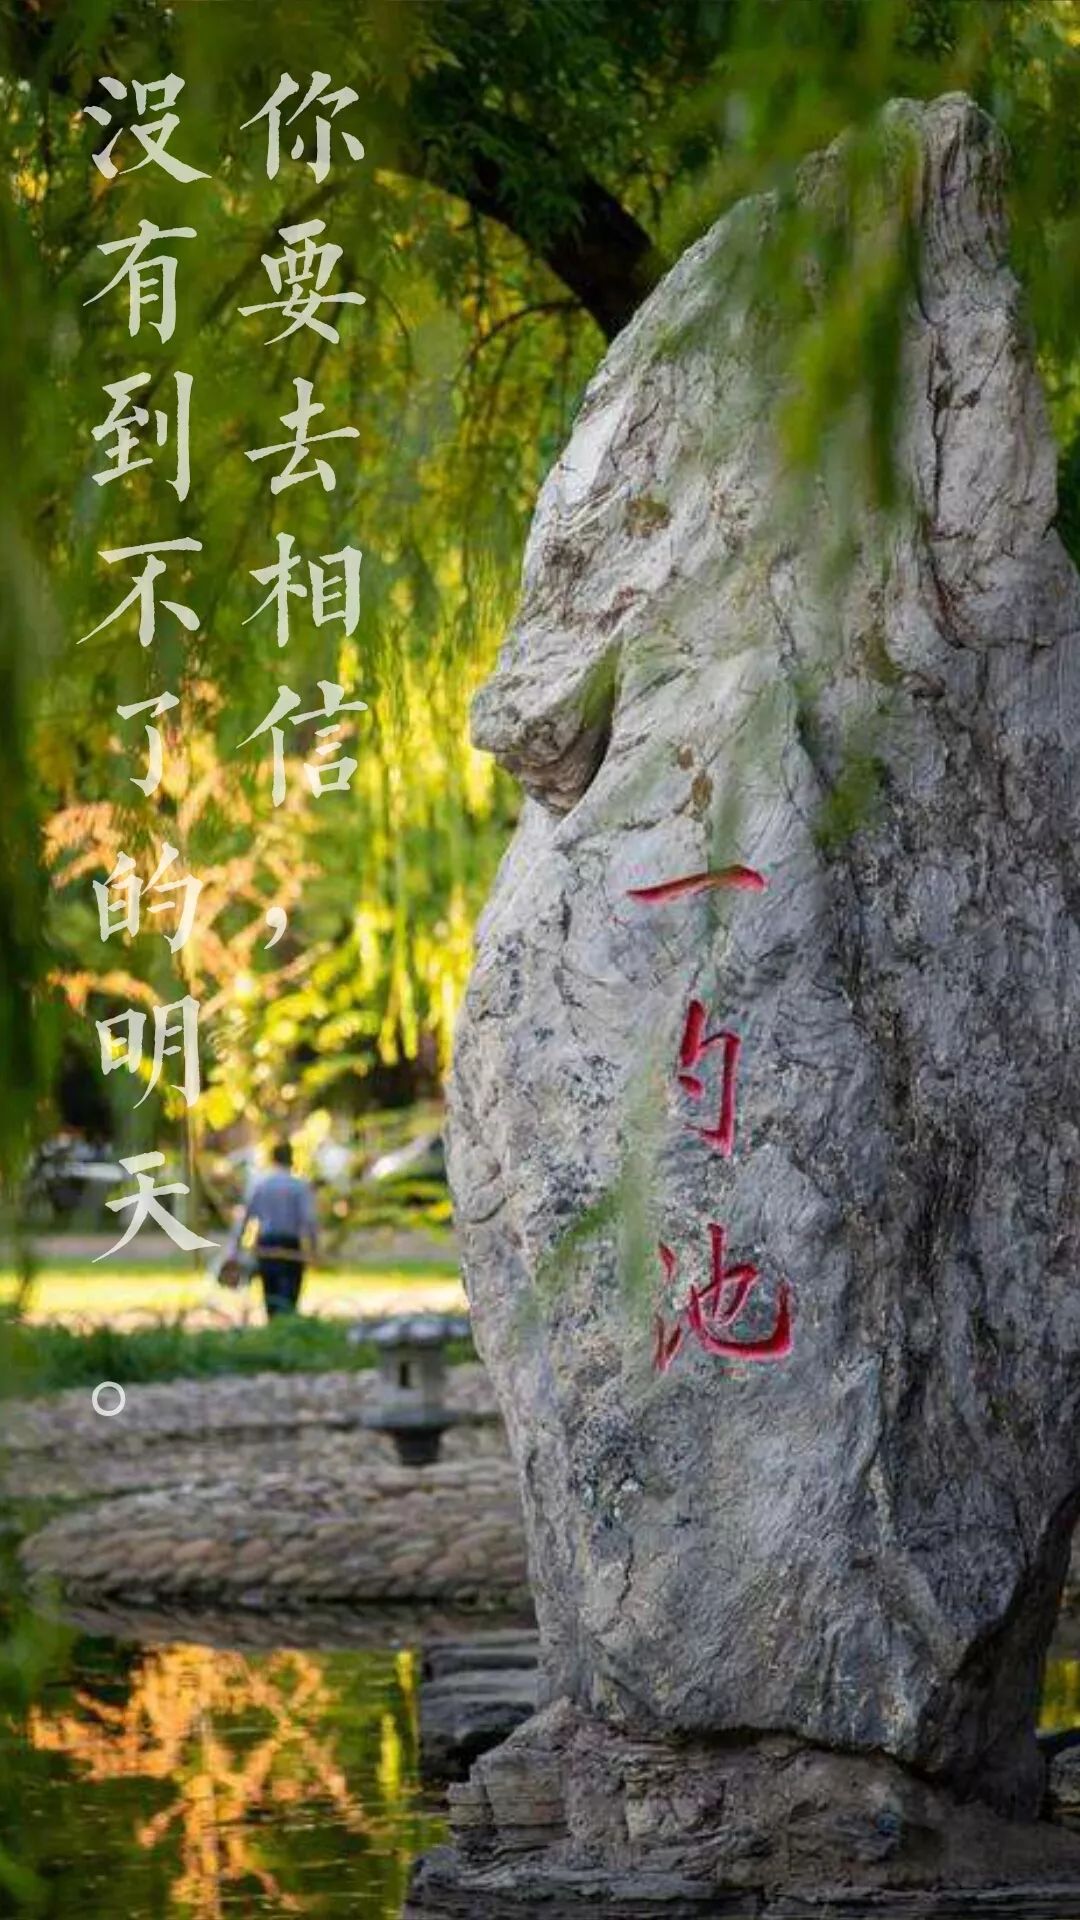 你要去相信，
没有到不了的明天。
一勺池